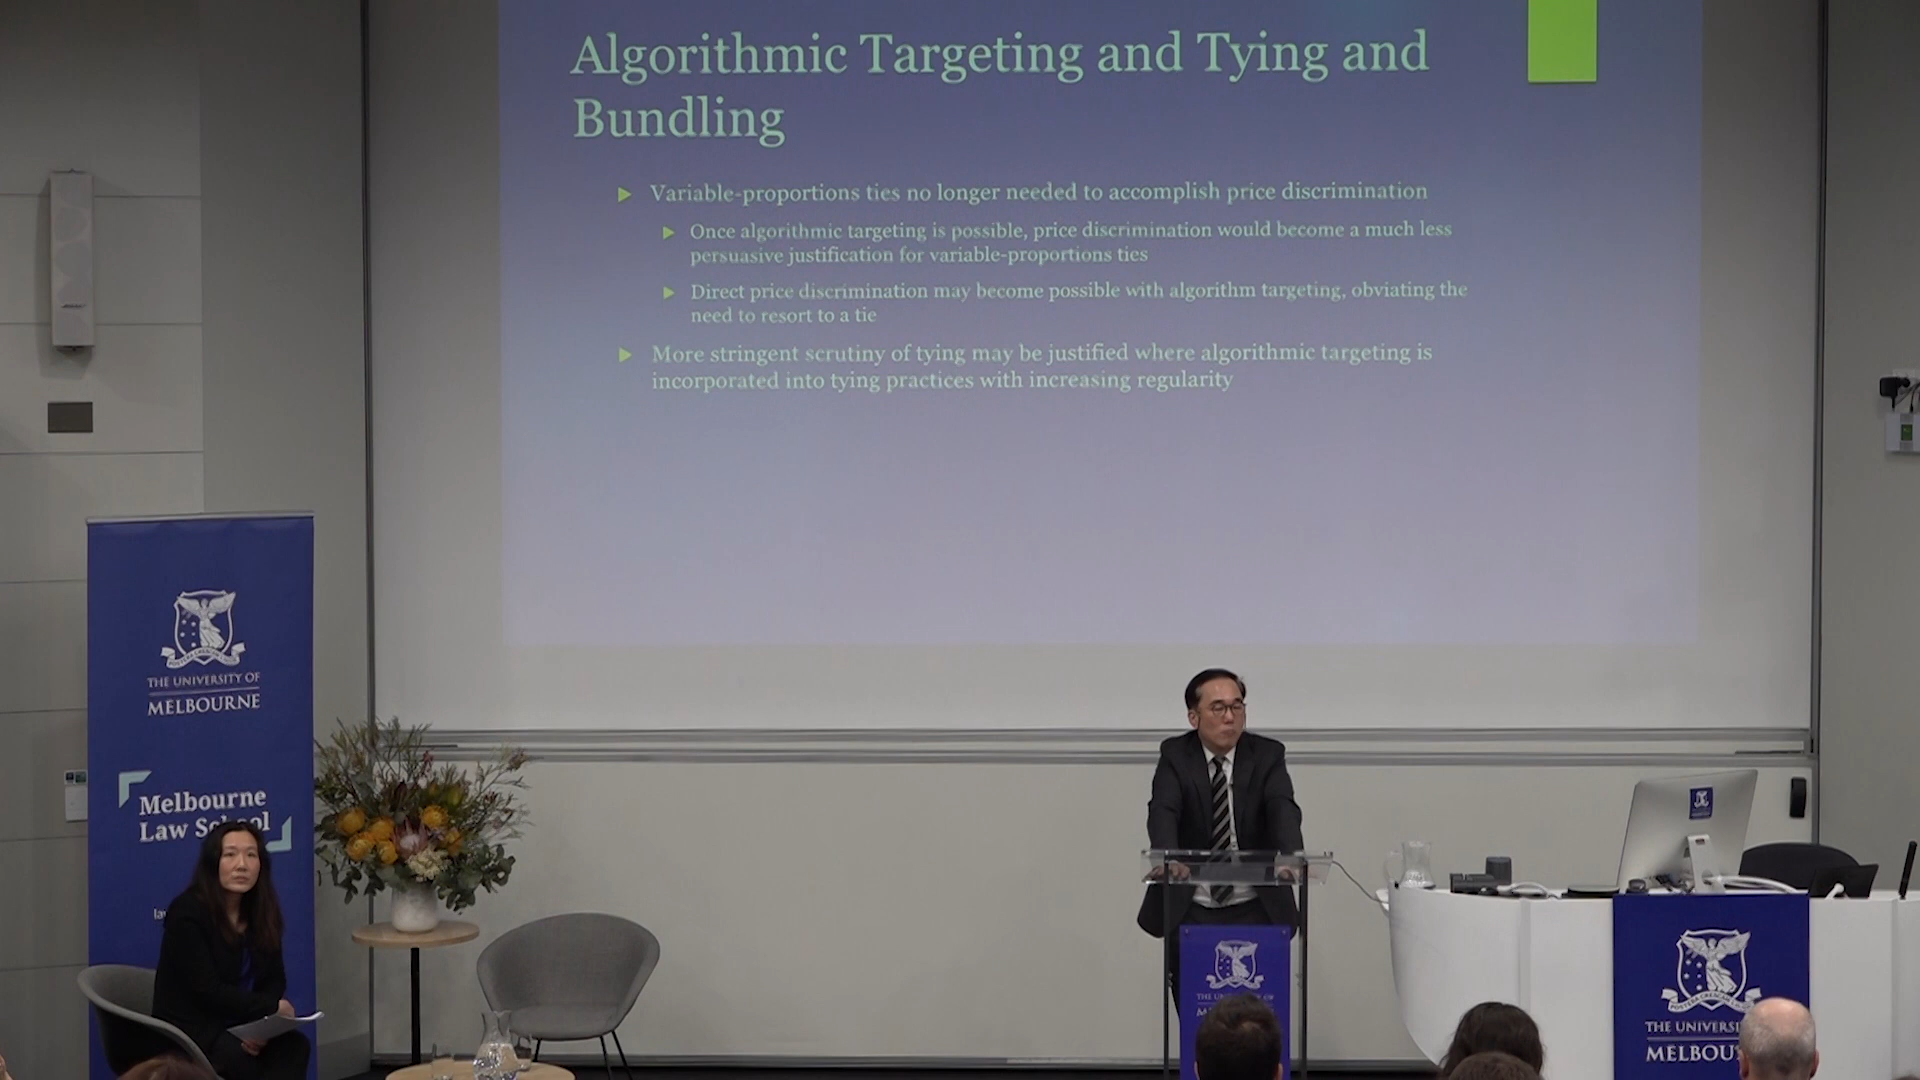 Algorithmic Targeting and Tying and
Bundling
Variable-proportions ties no longer needed to accomplish price discrimination
Once algorithmic targeting is possible, price discrimination would become a much less
persuasive justification for variable-proportions ties
Direct price discrimination may become possible with algorithm targeting, obviating the
need to resort to a tie
More stringent scrutiny of tying may be justified where algorithmic targeting is
incorporated into tying practices with increasing regularity
THE UNIVERSITY OF
MELBOURNE
Melbourne
Law School
THE UNIVERSITY OF
THE UNIVERSI
MELBOU